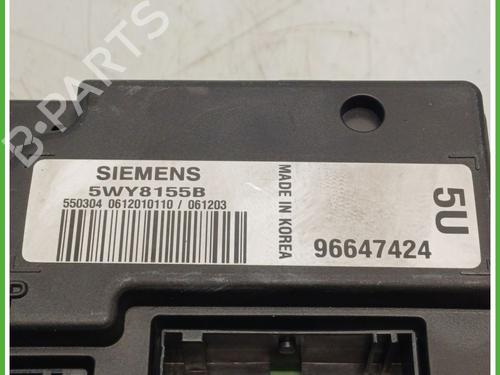 B-PARTS
SIEMENS
5WY8155B
550304 0612010110 / 061203
MADE IN KOREA
5U
96647424